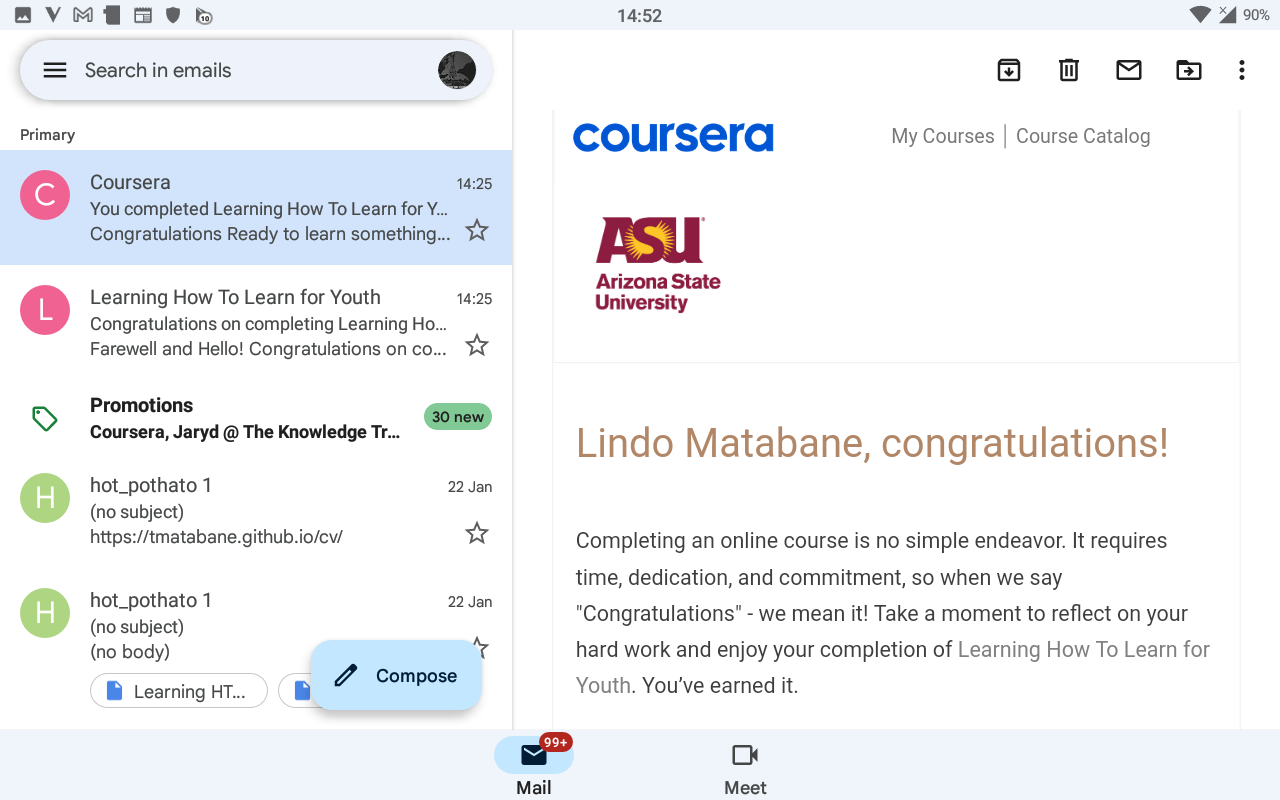 14:52
90%
10
Search in emails
Primary
C
Coursera
14:25
You completed Learning How To Learn for Y...
Congratulations Ready to learn something...
L
Learning How To Learn for Youth
14:25
Congratulations on completing Learning Ho...
Farewell and Hello! Congratulations on co...
Promotions
Coursera, Jaryd @ The Knowledge Tr...
30 new
H
hot_pothato 1
22 Jan
(no subject)
https://tmatabane.github.io/cv/
H
hot_pothato 1
22 Jan
(no subject)
(no body)
Learning HT...
Compose
coursera
My Courses | Course Catalog
ASU
Arizona State
University
Lindo Matabane, congratulations!
Completing an online course is no simple endeavor. It requires
time, dedication, and commitment, so when we say
"Congratulations" - we mean it! Take a moment to reflect on your
hard work and enjoy your completion of Learning How To Learn for
Youth. You’ve earned it.
99+
Mail
Meet